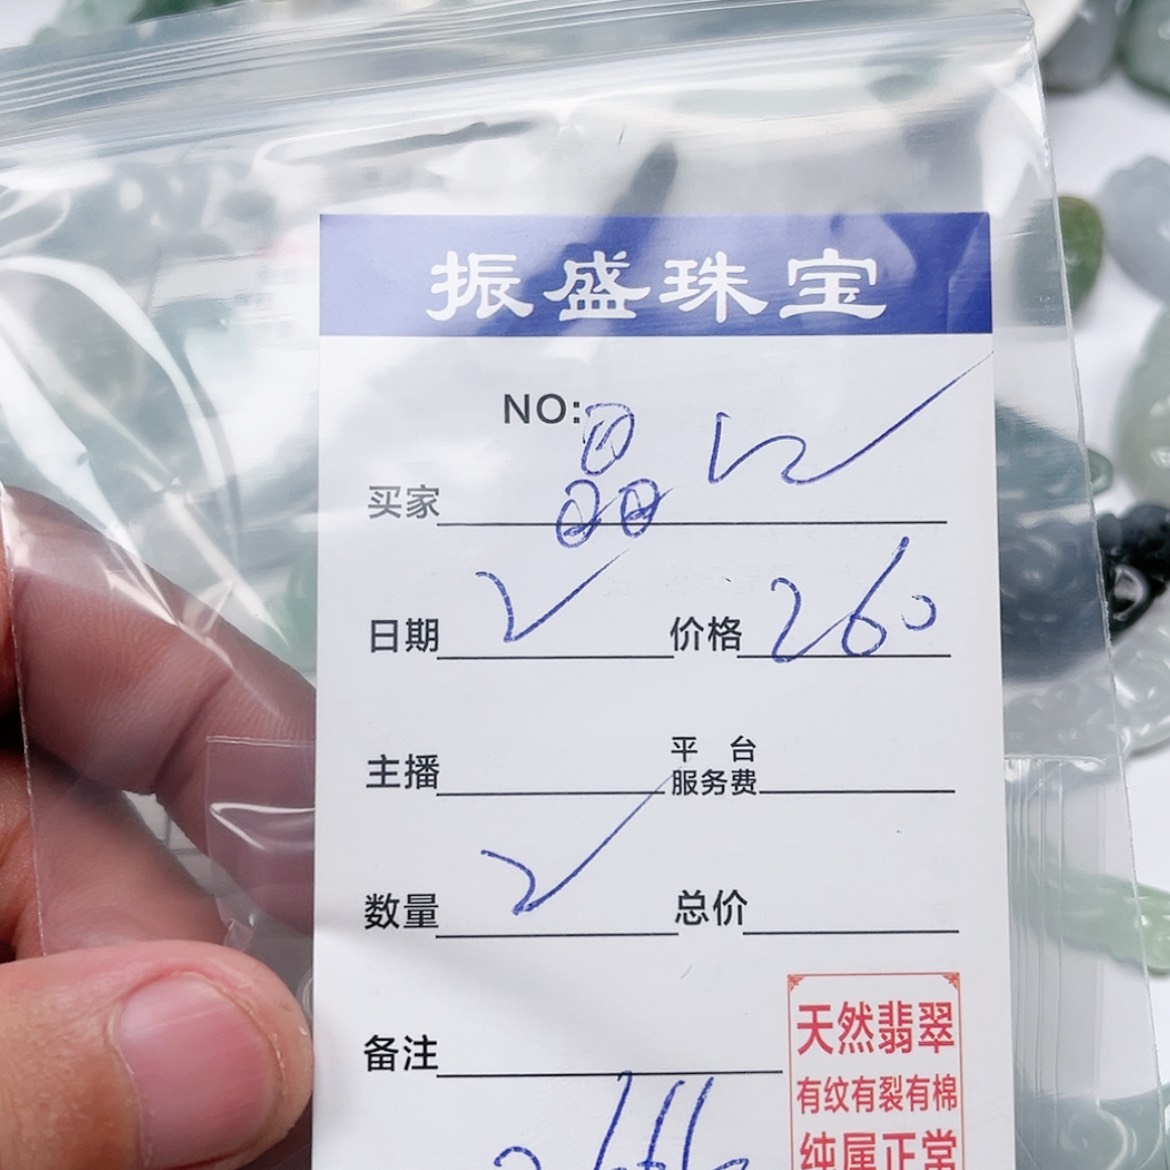 振盛珠宝
NO:
买家 晶
日期 价格 260
主播 平台服务费
数量 总价
备注
天然翡翠
有纹有裂有棉
纯属正常